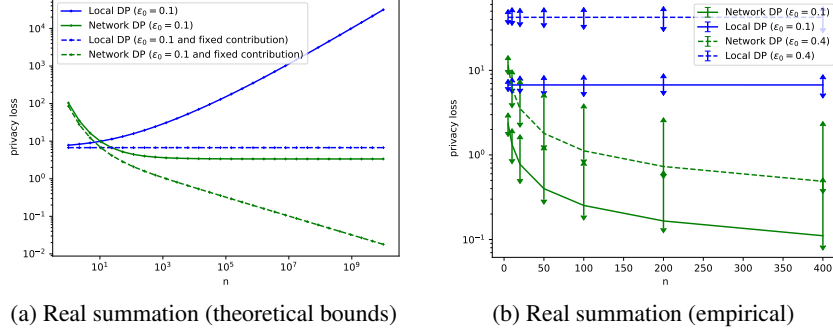 Local DP (ε₀ = 0.1)
Network DP (ε₀ = 0.1)
Local DP (ε₀ = 0.1 and fixed contribution)
Network DP (ε₀ = 0.1 and fixed contribution)
privacy loss
10⁴
10³
10²
10¹
10⁰
10⁻¹
10⁻²
10¹ 10³ 10⁵ 10⁷ 10⁹
n
(a) Real summation (theoretical bounds)
Network DP (ε₀ = 0.1)
Local DP (ε₀ = 0.1)
Network DP (ε₀ = 0.4)
Local DP (ε₀ = 0.4)
privacy loss
10¹
10⁰
10⁻¹
0 50 100 150 200 250 300 350 400
n
(b) Real summation (empirical)